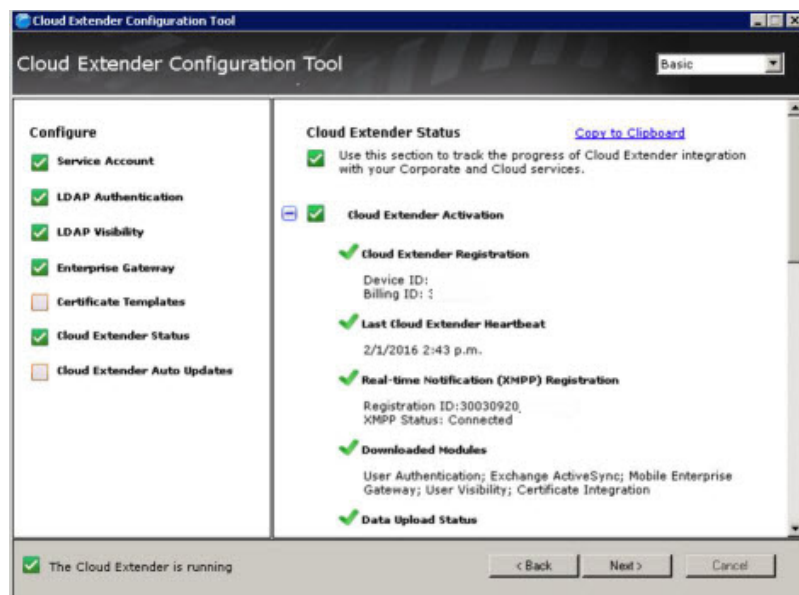 Cloud Extender Configuration Tool
Cloud Extender Configuration Tool
Basic
Configure
Service Account
LDAP Authentication
LDAP Visibility
Enterprise Gateway
Certificate Templates
Cloud Extender Status
Cloud Extender Auto Updates
Cloud Extender Status Copy to Clipboard
Use this section to track the progress of Cloud Extender integration
with your Corporate and Cloud services.
Cloud Extender Activation
Cloud Extender Registration
Device ID:
Billing ID:
Last Cloud Extender Heartbeat
2/1/2016 2:43 p.m.
Real-time Notification (XMPP) Registration
Registration ID:30030920
XMPP Status: Connected
Downloaded Modules
User Authentication; Exchange ActiveSync; Mobile Enterprise
Gateway; User Visibility; Certificate Integration
Data Upload Status
The Cloud Extender is running
< Back Next > Cancel